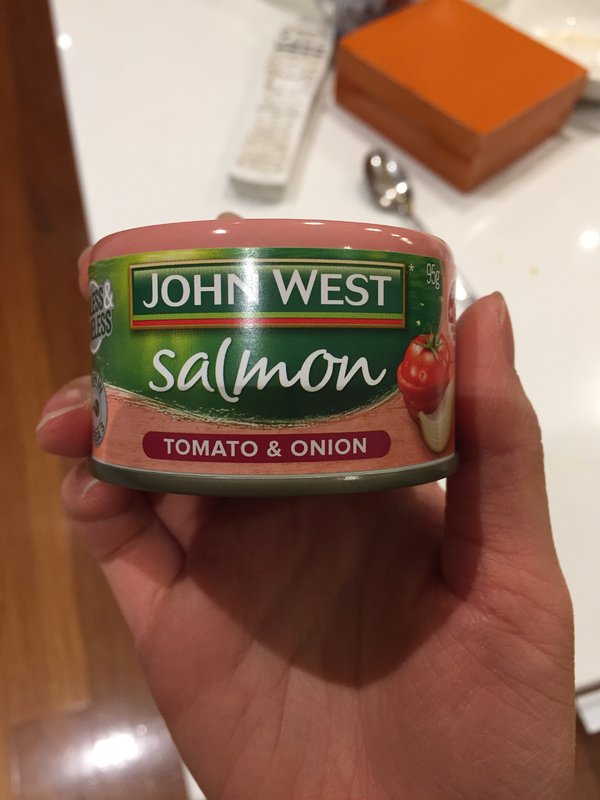 JOHN WEST*
95g
salmon
TOMATO & ONION